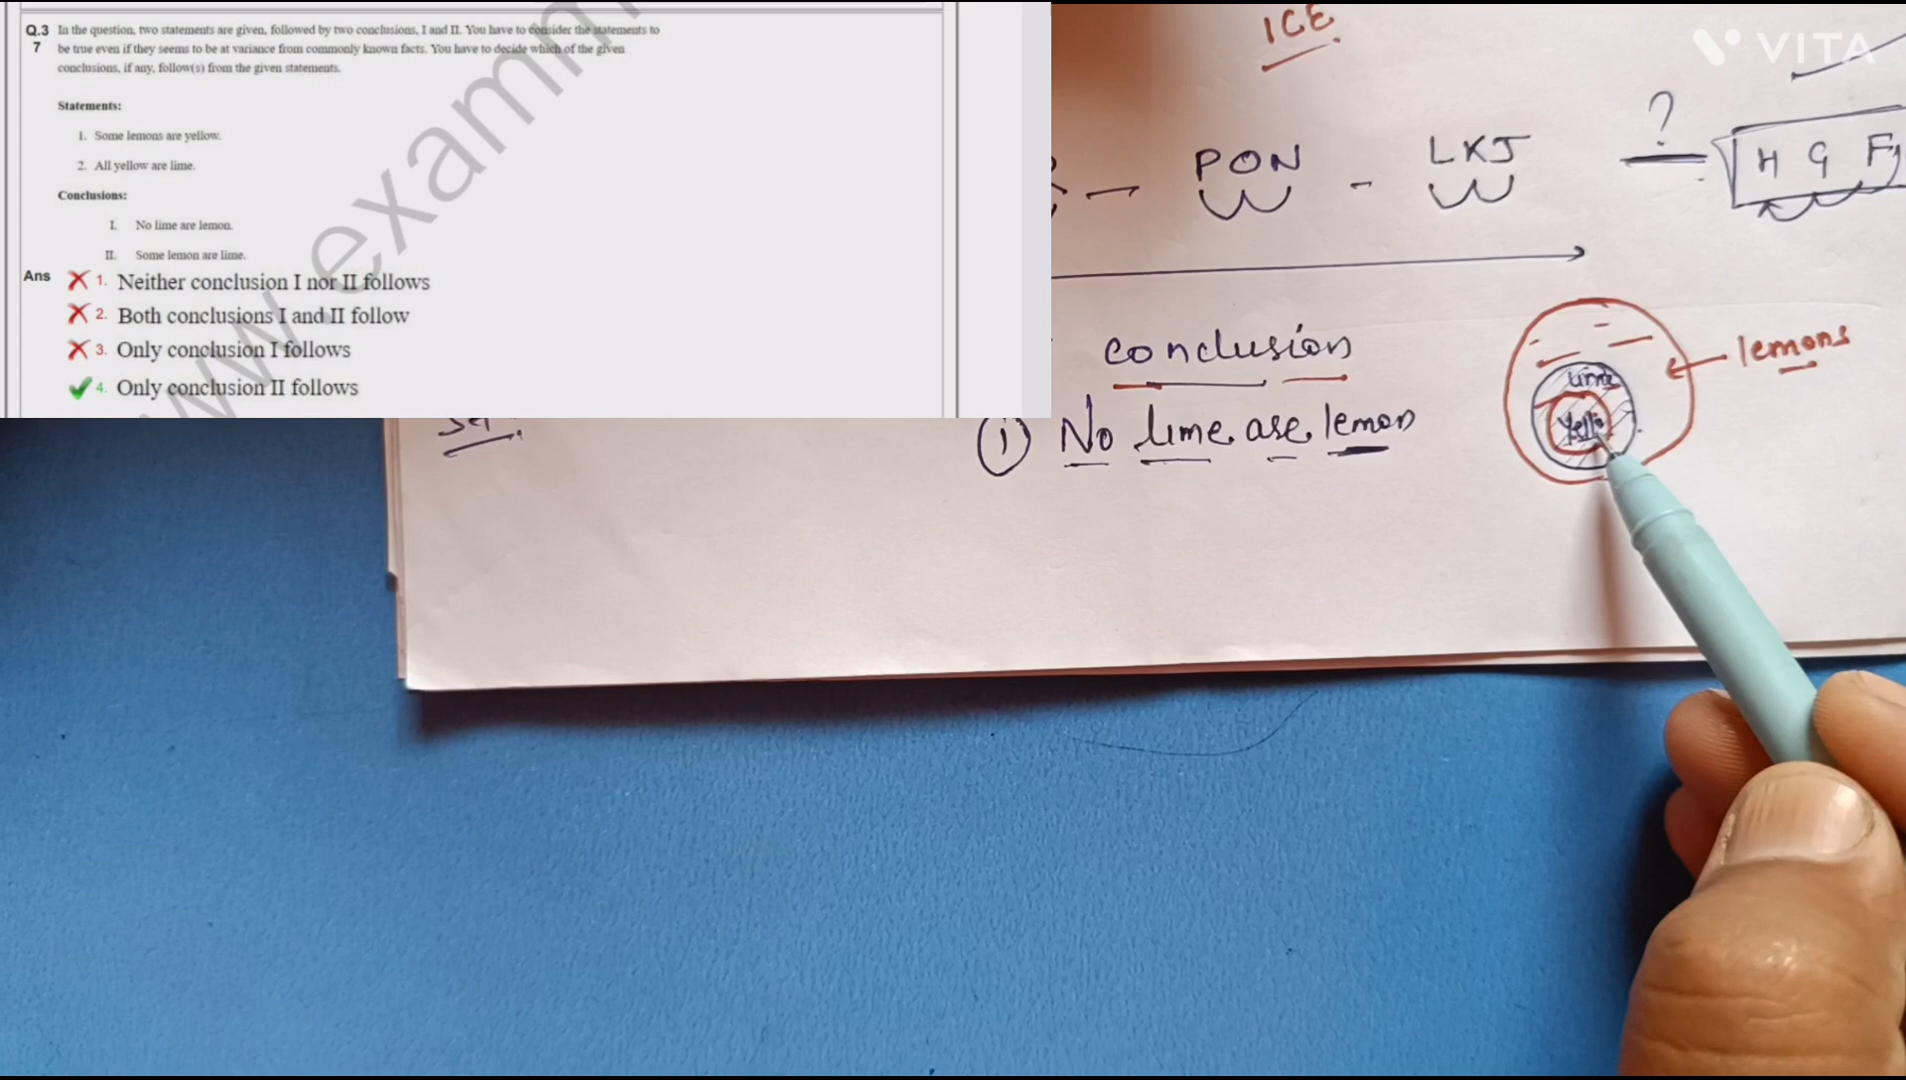 Q.3 In the question, two statements are given, followed by two conclusions, I and II. You have to consider the statements to
7 be true even if they seems to be at variance from commonly known facts. You have to decide which of the given
conclusions, if any, follow(s) from the given statements.
Statements:
1. Some lemons are yellow.
2. All yellow are lime.
Conclusions:
I. No lime are lemon.
II. Some lemon are lime.
Ans 1. Neither conclusion I nor II follows
2. Both conclusions I and II follow
3. Only conclusion I follows
4. Only conclusion II follows
www.examm
VITA
ICE
?
- PON - LKJ — H G F
conclusion
lemons
lime
(i) No lime are lemon